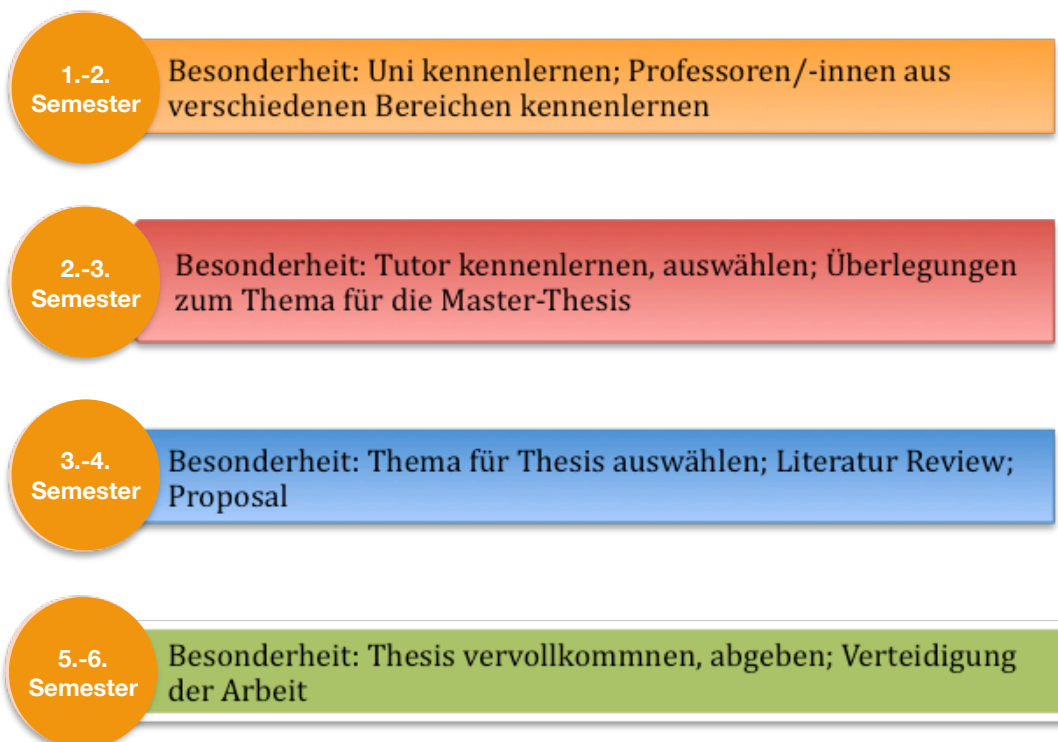 1.-2.
Semester
Besonderheit: Uni kennenlernen; Professoren/-innen aus
verschiedenen Bereichen kennenlernen
2.-3.
Semester
Besonderheit: Tutor kennenlernen, auswählen; Überlegungen
zum Thema für die Master-Thesis
3.-4.
Semester
Besonderheit: Thema für Thesis auswählen; Literatur Review;
Proposal
5.-6.
Semester
Besonderheit: Thesis vervollkommnen, abgeben; Verteidigung
der Arbeit